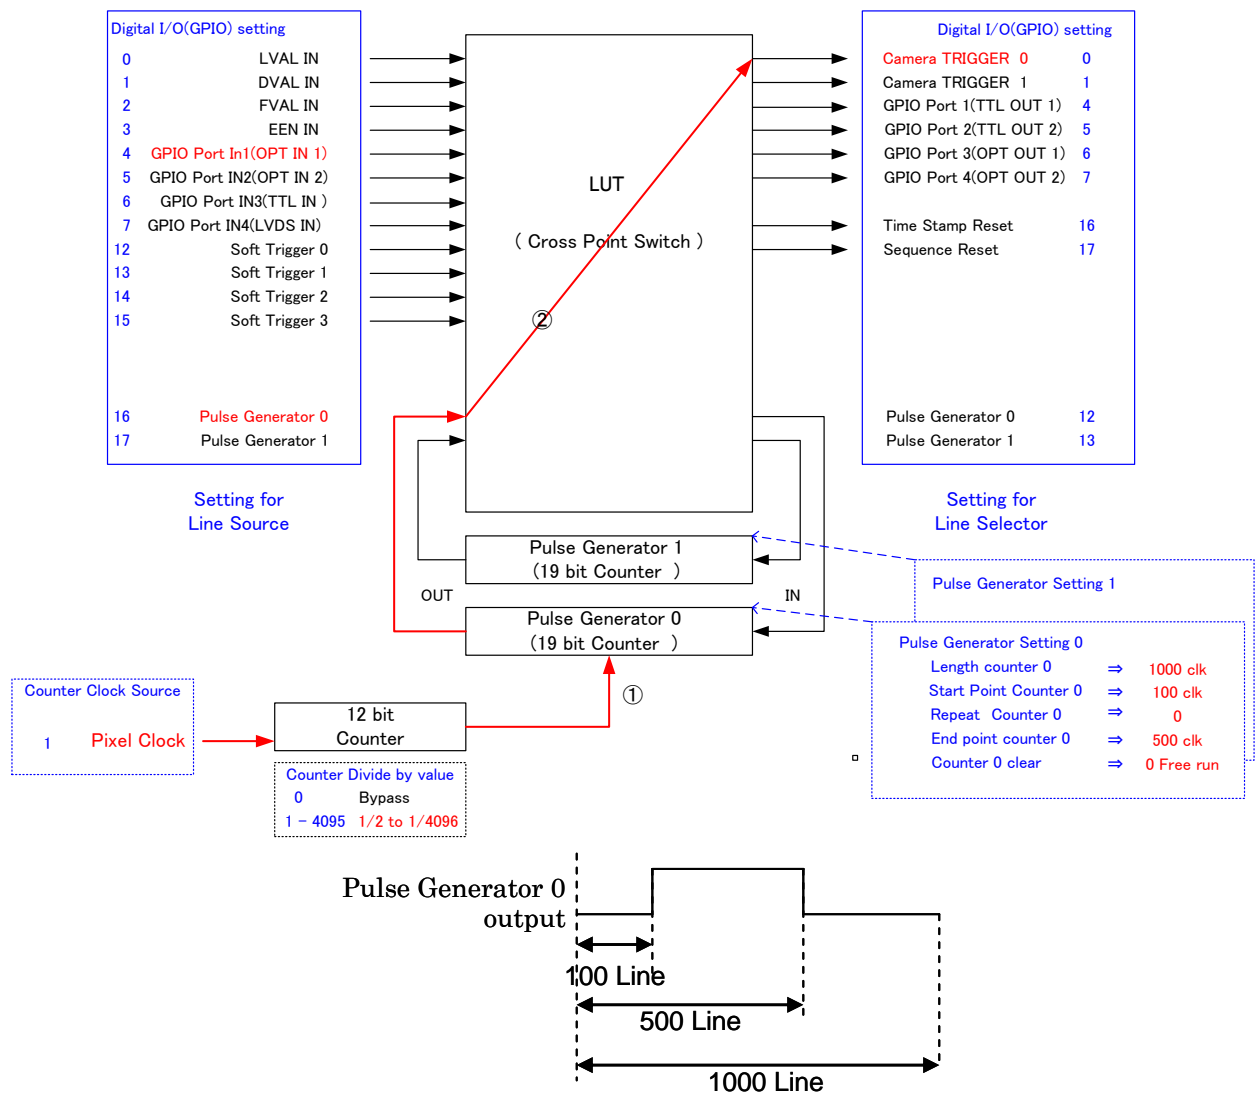 Digital I/O(GPIO) setting
0 LVAL IN
1 DVAL IN
2 FVAL IN
3 EEN IN
4 GPIO Port In1(OPT IN 1)
5 GPIO Port IN2(OPT IN 2)
6 GPIO Port IN3(TTL IN )
7 GPIO Port IN4(LVDS IN)
12 Soft Trigger 0
13 Soft Trigger 1
14 Soft Trigger 2
15 Soft Trigger 3
16 Pulse Generator 0
17 Pulse Generator 1
Setting for
Line Source
LUT
( Cross Point Switch )
②
Digital I/O(GPIO) setting
Camera TRIGGER 0 0
Camera TRIGGER 1 1
GPIO Port 1(TTL OUT 1) 4
GPIO Port 2(TTL OUT 2) 5
GPIO Port 3(OPT OUT 1) 6
GPIO Port 4(OPT OUT 2) 7
Time Stamp Reset 16
Sequence Reset 17
Pulse Generator 0 12
Pulse Generator 1 13
Setting for
Line Selector
Pulse Generator 1
(19 bit Counter )
OUT
IN
Pulse Generator 0
(19 bit Counter )
①
Pulse Generator Setting 1
Pulse Generator Setting 0
Length counter 0 ⇒ 1000 clk
Start Point Counter 0 ⇒ 100 clk
Repeat Counter 0 ⇒ 0
End point counter 0 ⇒ 500 clk
Counter 0 clear ⇒ 0 Free run
Counter Clock Source
1 Pixel Clock
12 bit
Counter
Counter Divide by value
0 Bypass
1 - 4095 1/2 to 1/4096
Pulse Generator 0
output
100 Line
500 Line
1000 Line